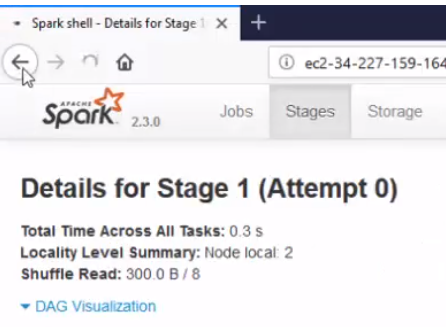 Spark shell - Details for Stage 1
ec2-34-227-159-164
APACHE
Spark 2.3.0 Jobs Stages Storage
Details for Stage 1 (Attempt 0)
Total Time Across All Tasks: 0.3 s
Locality Level Summary: Node local: 2
Shuffle Read: 300.0 B / 8
DAG Visualization